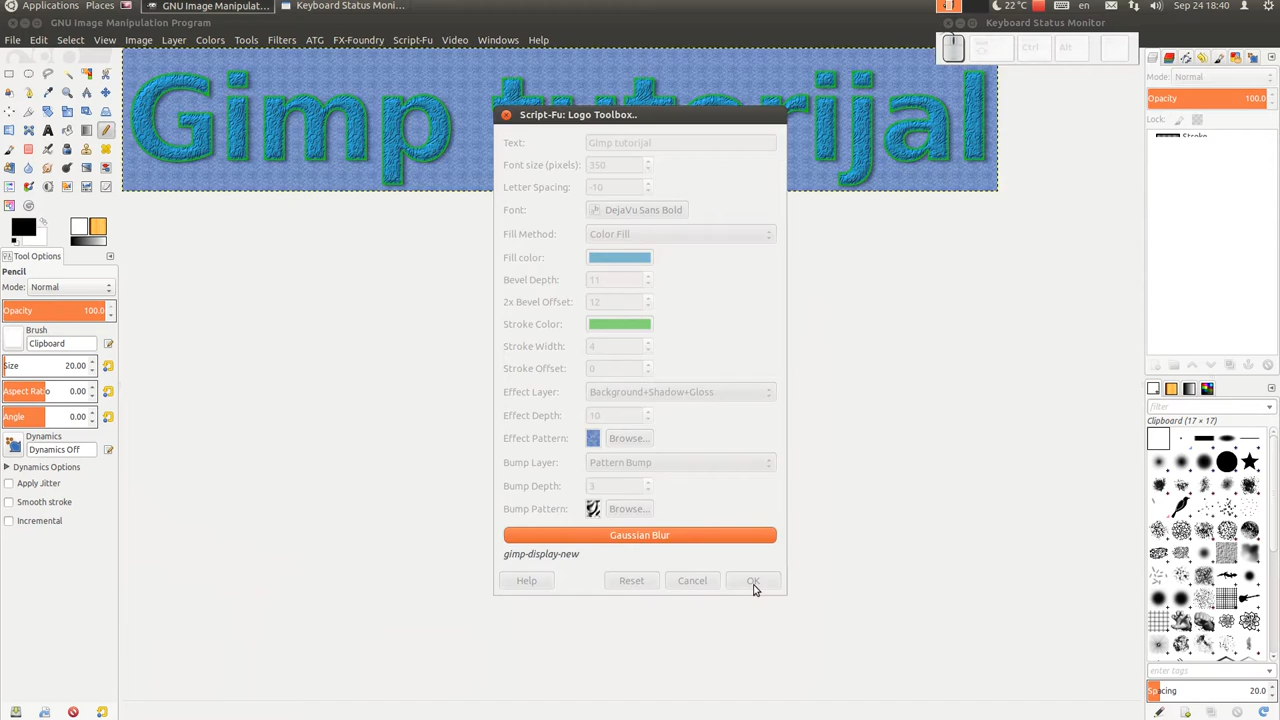 Applications Places GNU Image Manipulat... Keyboard Status Moni... 22 °C en Sep 24 18:40
GNU Image Manipulation Program
Keyboard Status Monitor
File Edit Select View Image Layer Colors Tools Filters ATG FX-Foundry Script-Fu Video Windows Help
Ctrl Alt
Gimp tutorijal
Mode: Normal
Opacity 100.0
Lock:
Stroke
Script-Fu: Logo Toolbox..
Text: Gimp tutorijal
Font size (pixels): 350
Letter Spacing: -10
Font: DejaVu Sans Bold
Fill Method: Color Fill
Fill color:
Bevel Depth: 11
2x Bevel Offset: 12
Stroke Color:
Stroke Width: 4
Stroke Offset: 0
Effect Layer: Background+Shadow+Gloss
Effect Depth: 10
Effect Pattern: Browse...
Bump Layer: Pattern Bump
Bump Depth: 3
Bump Pattern: Browse...
Gaussian Blur
gimp-display-new
Help Reset Cancel OK
Tool Options
Pencil
Mode: Normal
Opacity 100.0
Brush
Clipboard
Size 20.00
Aspect Ratio 0.00
Angle 0.00
Dynamics
Dynamics Off
Dynamics Options
Apply Jitter
Smooth stroke
Incremental
filter
Clipboard (17 × 17)
enter tags
Spacing 20.0